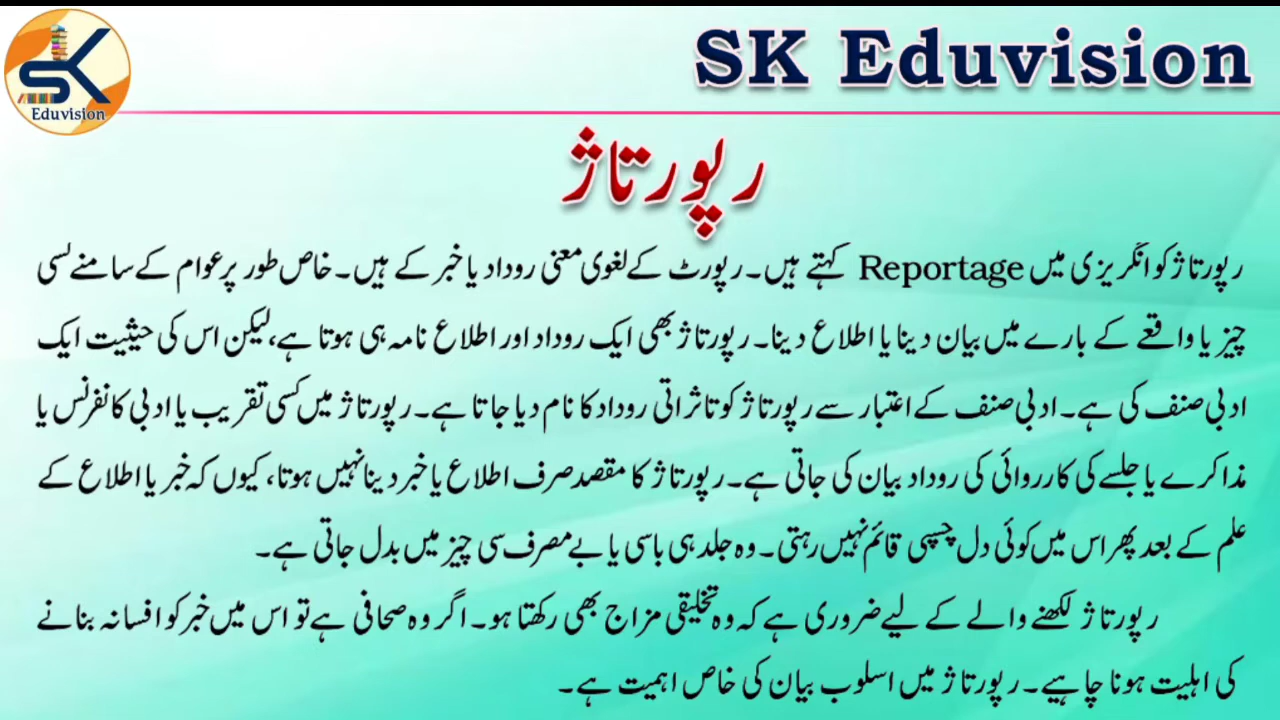 SK
Eduvision
SK Eduvision
رپورتاژ
رپورتاژ کو انگریزی میں Reportage کہتے ہیں۔ رپورٹ کے لغوی معنی روداد یا خبر کے ہیں۔ خاص طور پر عوام کے سامنے کسی
چیز یا واقعے کے بارے میں بیان دینا یا اطلاع دینا۔ رپورتاژ بھی ایک روداد اور اطلاع نامہ ہی ہوتا ہے، لیکن اس کی حیثیت ایک
ادبی صنف کی ہے۔ ادبی صنف کے اعتبار سے رپورتاژ کو تاثراتی روداد کا نام دیا جاتا ہے۔ رپورتاژ میں کسی تقریب یا ادبی کانفرنس یا
مذاکرے یا جلسے کی کارروائی کی روداد بیان کی جاتی ہے۔ رپورتاژ کا مقصد صرف اطلاع یا خبر دینا نہیں ہوتا، کیوں کہ خبر یا اطلاع کے
علم کے بعد پھر اس میں کوئی دل چسپی قائم نہیں رہتی۔ وہ جلد ہی باسی یا بے مصرف سی چیز میں بدل جاتی ہے۔
رپورتاژ لکھنے والے کے لیے ضروری ہے کہ وہ تخلیقی مزاج بھی رکھتا ہو۔ اگر وہ صحافی ہے تو اس میں خبر کو افسانہ بنانے
کی اہلیت ہونا چاہیے۔ رپورتاژ میں اسلوب بیان کی خاص اہمیت ہے۔